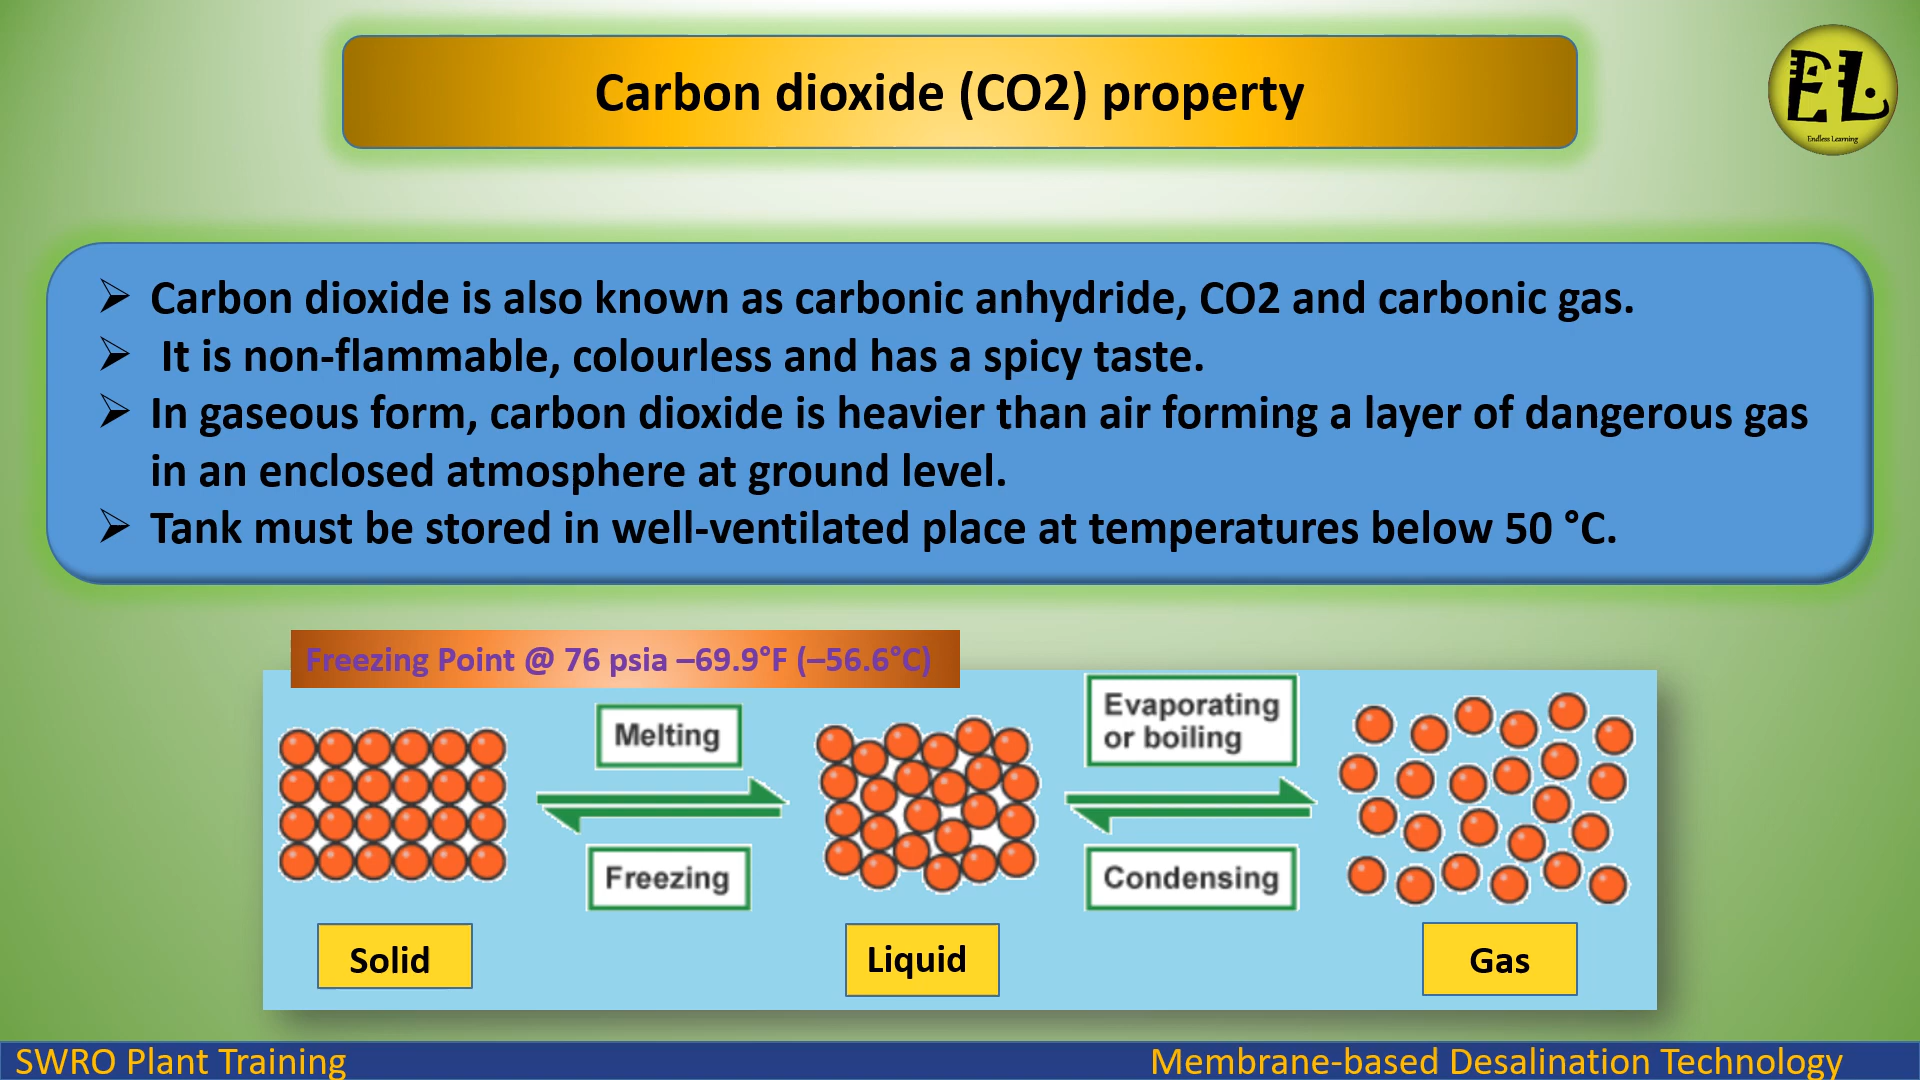 Carbon dioxide (CO2) property
EL
Endless Learning
➢ Carbon dioxide is also known as carbonic anhydride, CO2 and carbonic gas.
➢ It is non-flammable, colourless and has a spicy taste.
➢ In gaseous form, carbon dioxide is heavier than air forming a layer of dangerous gas
in an enclosed atmosphere at ground level.
➢ Tank must be stored in well-ventilated place at temperatures below 50 °C.
Freezing Point @ 76 psia –69.9°F (–56.6°C)
Melting
Freezing
Evaporating
or boiling
Condensing
Solid
Liquid
Gas
SWRO Plant Training
Membrane-based Desalination Technology